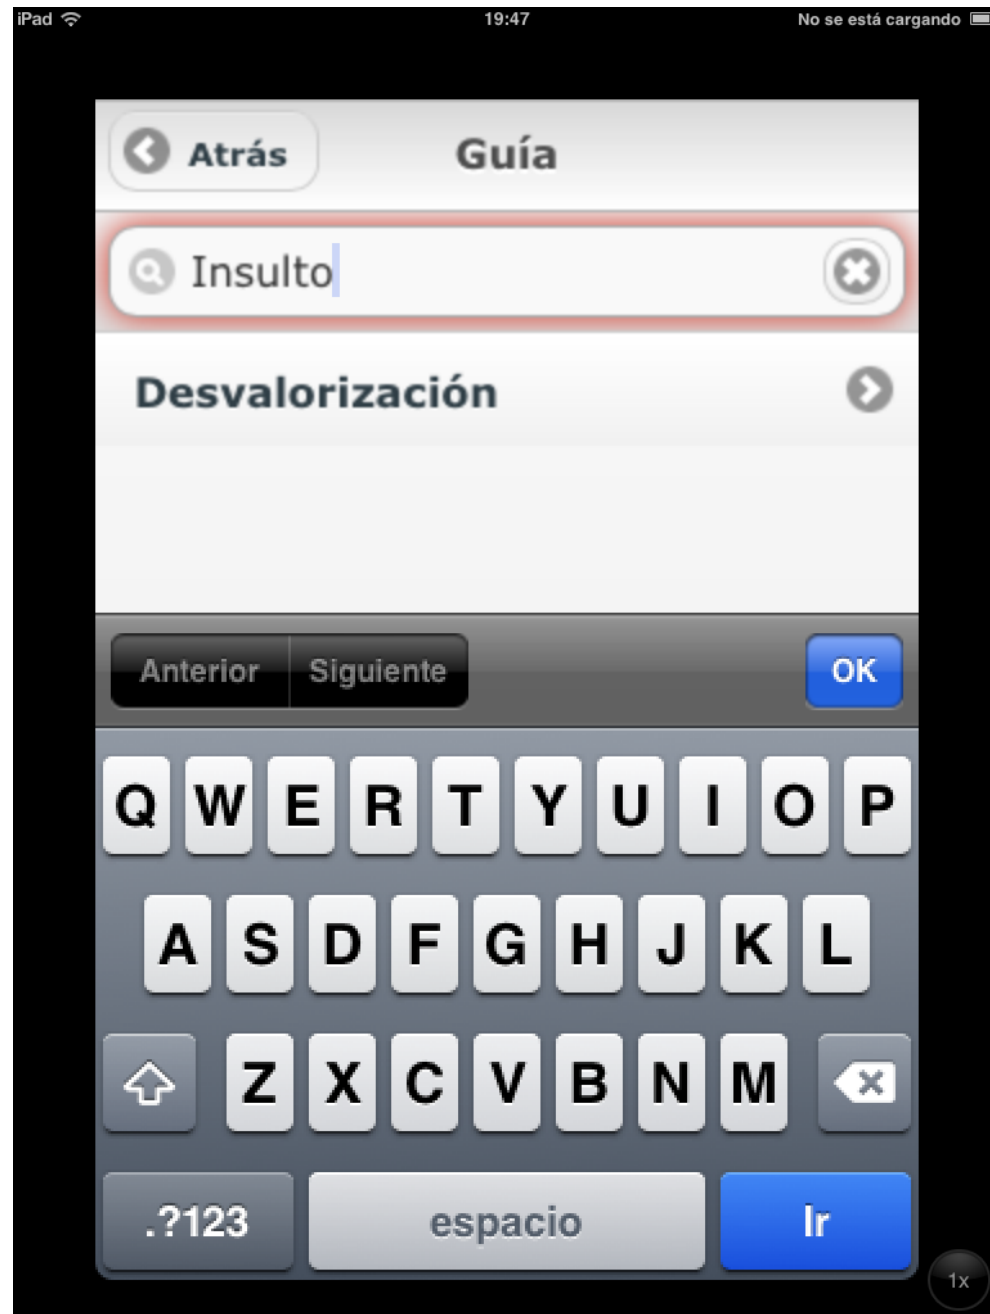 iPad 19:47 No se está cargando
Atrás Guía
Insulto
Desvalorización
Anterior Siguiente OK
Q W E R T Y U I O P
A S D F G H J K L
Z X C V B N M
.?123 espacio Ir
1x